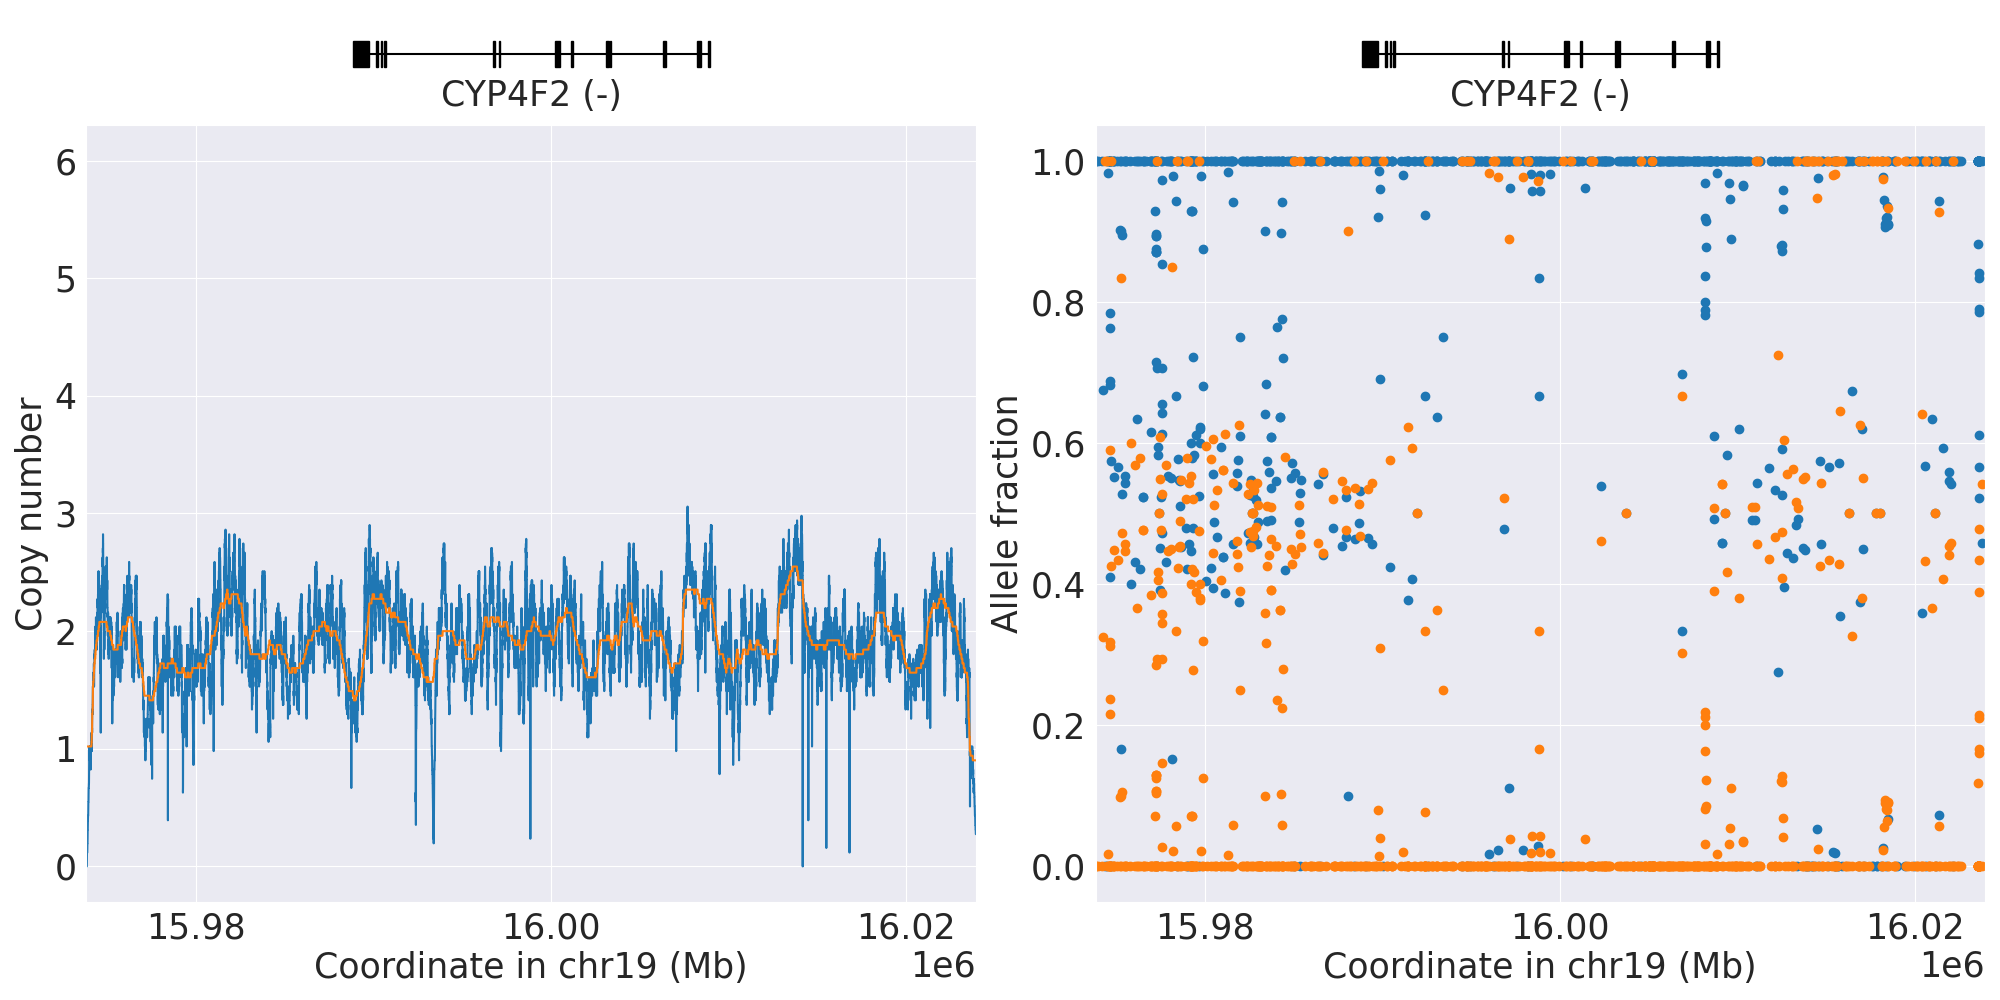 CYP4F2 (-)
Copy number
6
5
4
3
2
1
0
15.98
16.00
16.02
Coordinate in chr19 (Mb)
1e6
CYP4F2 (-)
Allele fraction
1.0
0.8
0.6
0.4
0.2
0.0
15.98
16.00
16.02
Coordinate in chr19 (Mb)
1e6